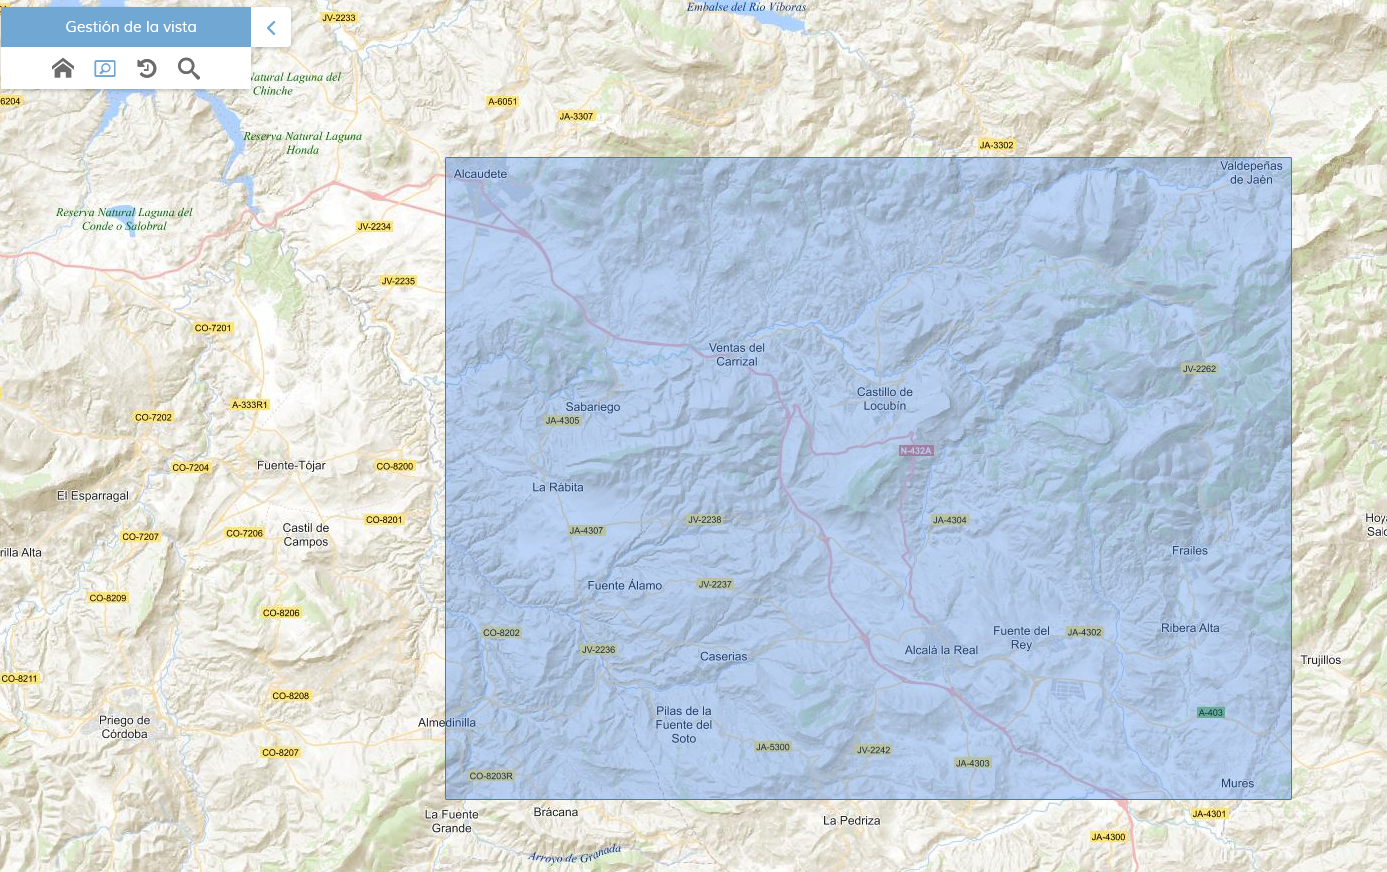 Embalse del Río Víboras
Gestión de la vista
JV-2233
Natural Laguna del
Chinche
6204
A-6051
JA-3307
Reserva Natural Laguna
Honda
JA-3302
Alcaudete
Valdepeñas
de Jaén
Reserva Natural Laguna del
Conde o Salobral
JV-2234
JV-2235
CO-7201
Ventas del
Carrizal
JV-2262
Castillo de
Locubín
A-333R1
Sabariego
CO-7202
JA-4305
N-432A
Fuente-Tójar
CO-8200
CO-7204
La Rábita
El Esparragal
CO-8201
JV-2238
JA-4304
Castil de
Campos
CO-7206
JA-4307
CO-7207
rilla Alta
Frailes
Fuente Álamo
JV-2237
CO-8209
CO-8206
CO-8202
Fuente del
Rey
JA-4302
Ribera Alta
JV-2236
Caserias
Alcalá la Real
Trujillos
CO-8211
CO-8208
A-403
Priego de
Córdoba
Almedinilla
Pilas de la
Fuente del
Soto
CO-8207
JA-5300
JV-2242
JA-4303
CO-8203R
Mures
La Fuente
Grande
Brácana
La Pedriza
JA-4301
JA-4300
Arroyo de Granada